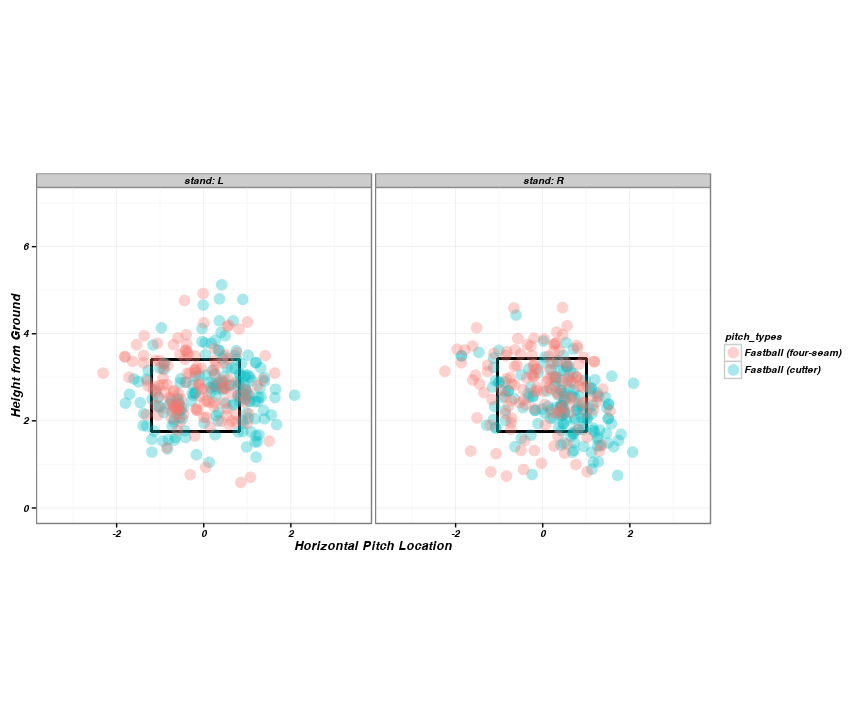 stand: L
stand: R
6
4
2
0
Height from Ground
-2
0
2
-2
0
2
Horizontal Pitch Location
pitch_types
Fastball (four-seam)
Fastball (cutter)